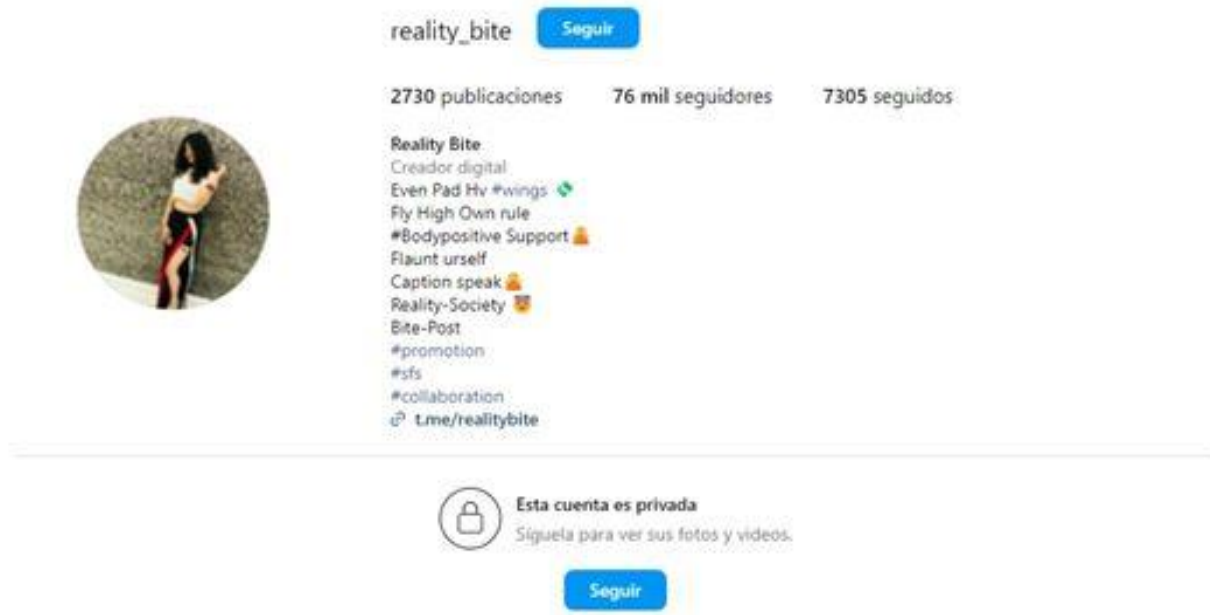 reality_bite Seguir
2730 publicaciones 76 mil seguidores 7305 seguidos
Reality Bite
Creador digital
Even Pad Hv #wings
Fly High Own rule
#Bodypositive Support
Flaunt urself
Caption speak
Reality-Society
Bite-Post
#promotion
#sfs
#collaboration
t.me/realitybite
Esta cuenta es privada
Síguela para ver sus fotos y videos.
Seguir